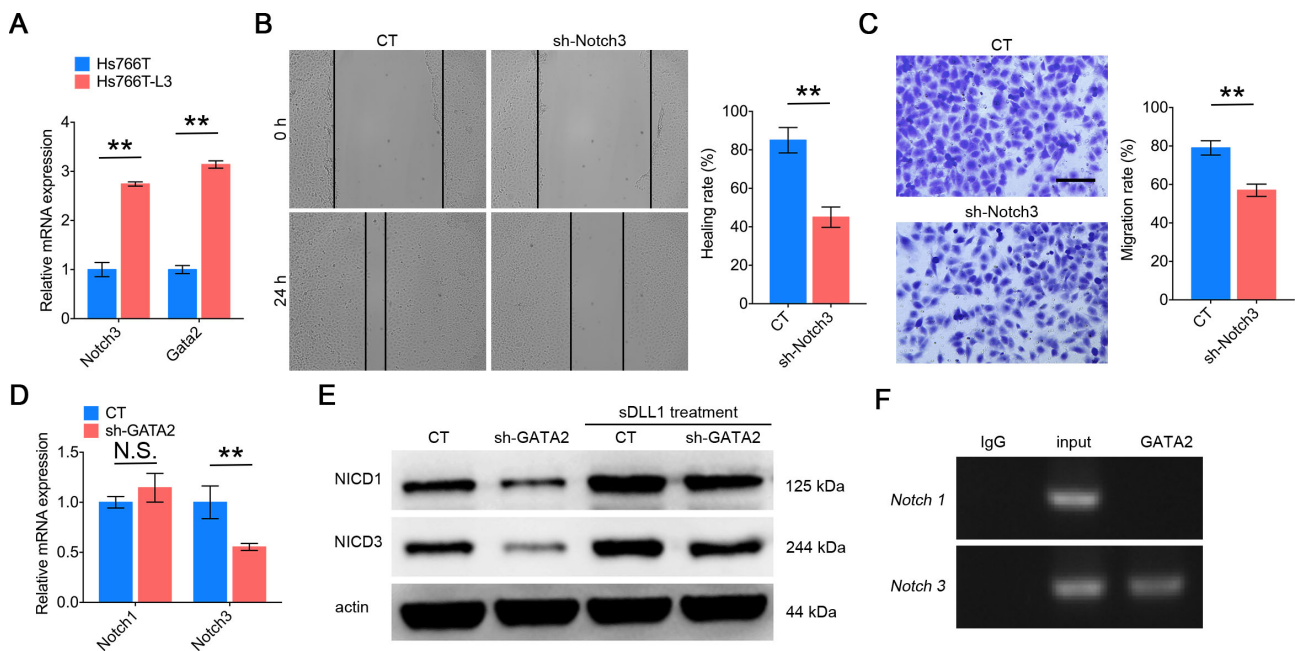 A
Hs766T
Hs766T-L3
Relative mRNA expression
4
3
2
1
0
**
**
Notch3
Gata2
B
CT
sh-Notch3
0 h
24 h
Healing rate (%)
100
80
60
40
20
0
**
CT
sh-Notch3
C
CT
sh-Notch3
Migration rate (%)
100
80
60
40
20
0
**
CT
sh-Notch3
D
CT
sh-GATA2
Relative mRNA expression
1.5
1.0
0.5
0.0
N.S.
**
Notch1
Notch3
E
sDLL1 treatment
CT
sh-GATA2
CT
sh-GATA2
NICD1
125 kDa
NICD3
244 kDa
actin
44 kDa
F
IgG
input
GATA2
Notch 1
Notch 3